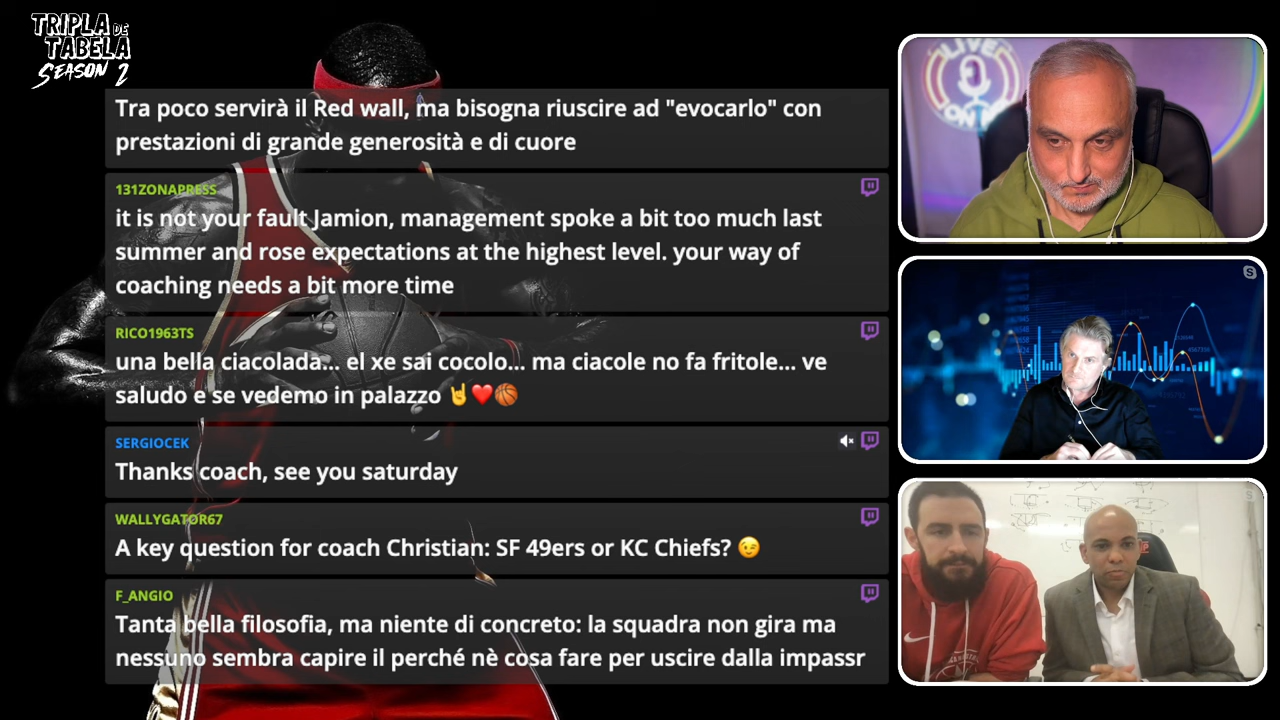 TRIPLA DE
TABELA
SEASON 2
Tra poco servirà il Red wall, ma bisogna riuscire ad "evocarlo" con
prestazioni di grande generosità e di cuore
131ZONAPRESS
it is not your fault Jamion, management spoke a bit too much last
summer and rose expectations at the highest level. your way of
coaching needs a bit more time
RICO1963TS
una bella ciacolada... el xe sai cocolo... ma ciacole no fa fritole... ve
saludo e se vedemo in palazzo 🤘❤️🏀
SERGIOCEK
Thanks coach, see you saturday
WALLYGATOR67
A key question for coach Christian: SF 49ers or KC Chiefs? 😉
F_ANGIO
Tanta bella filosofia, ma niente di concreto: la squadra non gira ma
nessuno sembra capire il perché nè cosa fare per uscire dalla impassr
LIVE
ON